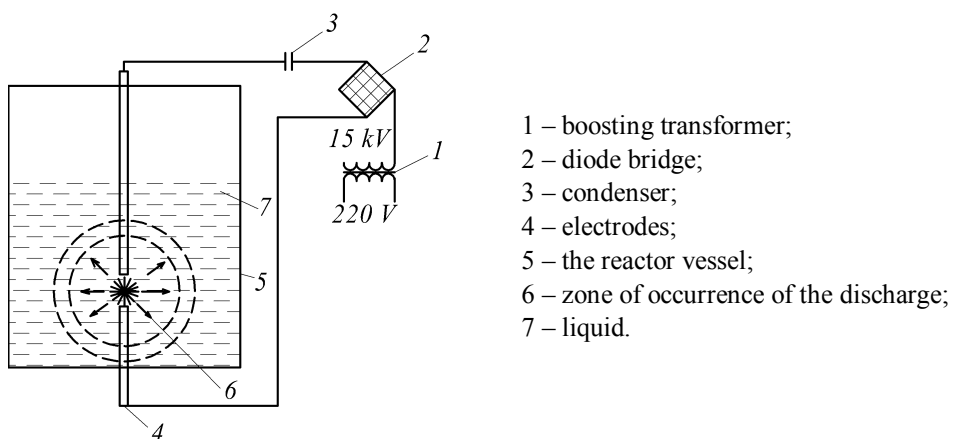 3
2
15 kV
1
220 V
7
5
6
4
1 – boosting transformer;
2 – diode bridge;
3 – condenser;
4 – electrodes;
5 – the reactor vessel;
6 – zone of occurrence of the discharge;
7 – liquid.